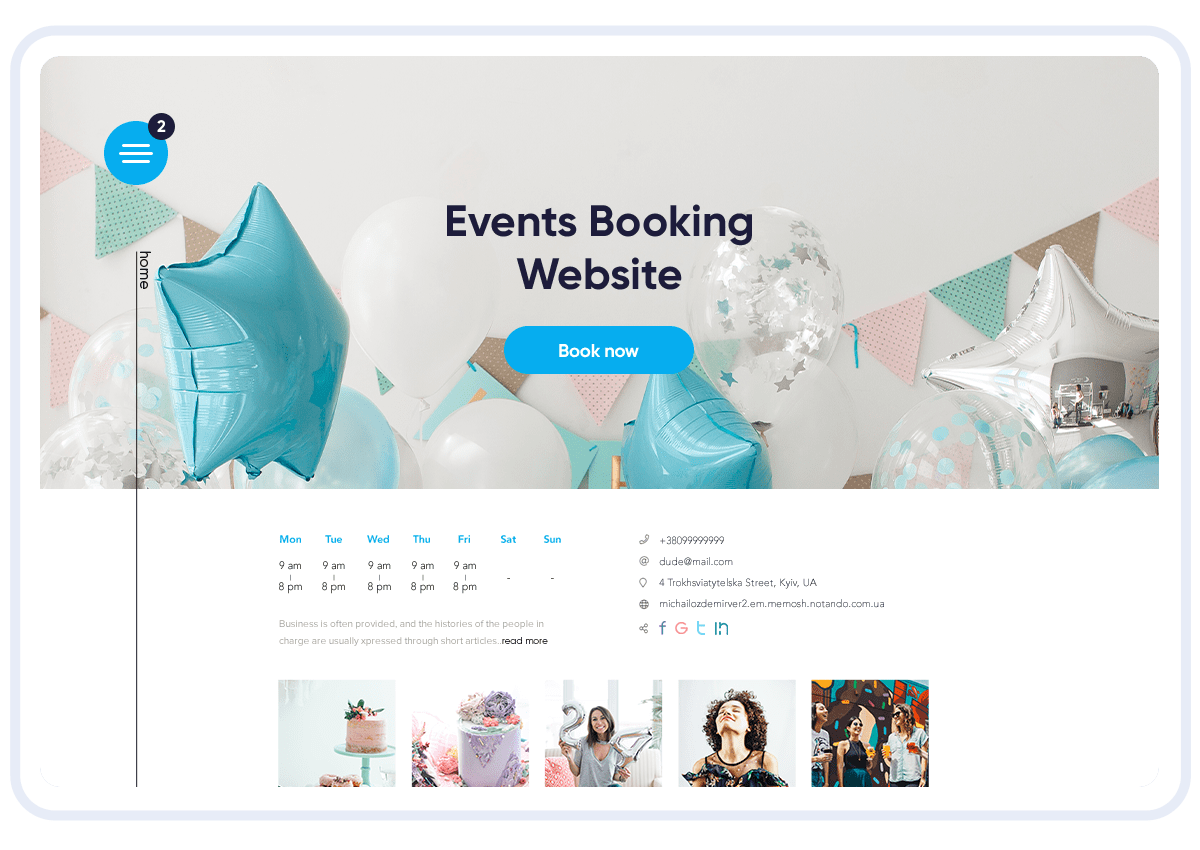 2
home
Events Booking
Website
Book now
Mon Tue Wed Thu Fri Sat Sun
9 am 9 am 9 am 9 am 9 am - -
8 pm 8 pm 8 pm 8 pm 8 pm
Business is often provided, and the histories of the people in
charge are usually xpressed through short articles..read more
+38099999999
dude@mail.com
4 Trokhsviatytelska Street, Kyiv, UA
michailozdemirver2.em.memosh.notando.com.ua
f G t in
27